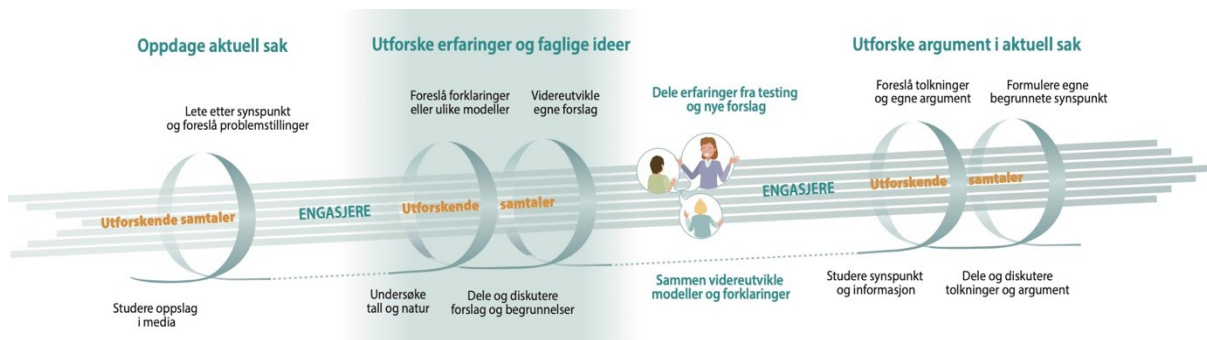 Oppdage aktuell sak
Utforske erfaringer og faglige ideer
Utforske argument i aktuell sak
Lete etter synspunkt
og foreslå problemstillinger
Foreslå forklaringer
eller ulike modeller
Videreutvikle
egne forslag
Dele erfaringer fra testing
og nye forslag
Foreslå tolkninger
og egne argument
Formulere egne
begrunnete synspunkt
Utforskende samtaler
ENGASJERE
Utforskende samtaler
ENGASJERE
Utforskende samtaler
Studere oppslag
i media
Undersøke
tall og natur
Dele og diskutere
forslag og begrunnelser
Sammen videreutvikle
modeller og forklaringer
Studere synspunkt
og informasjon
Dele og diskutere
tolkninger og argument